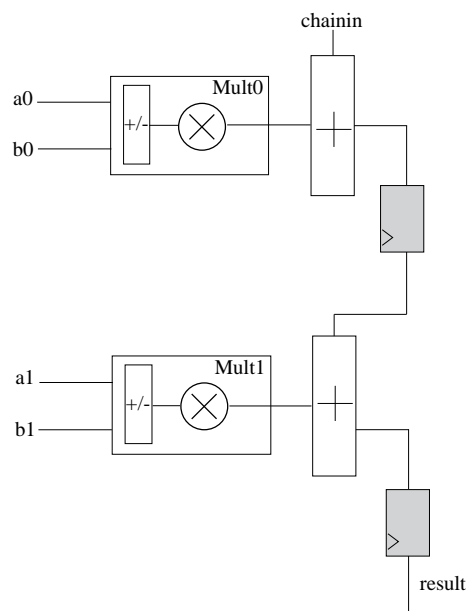 chainin
Mult0
a0
+/-
b0
Mult1
a1
+/-
b1
result